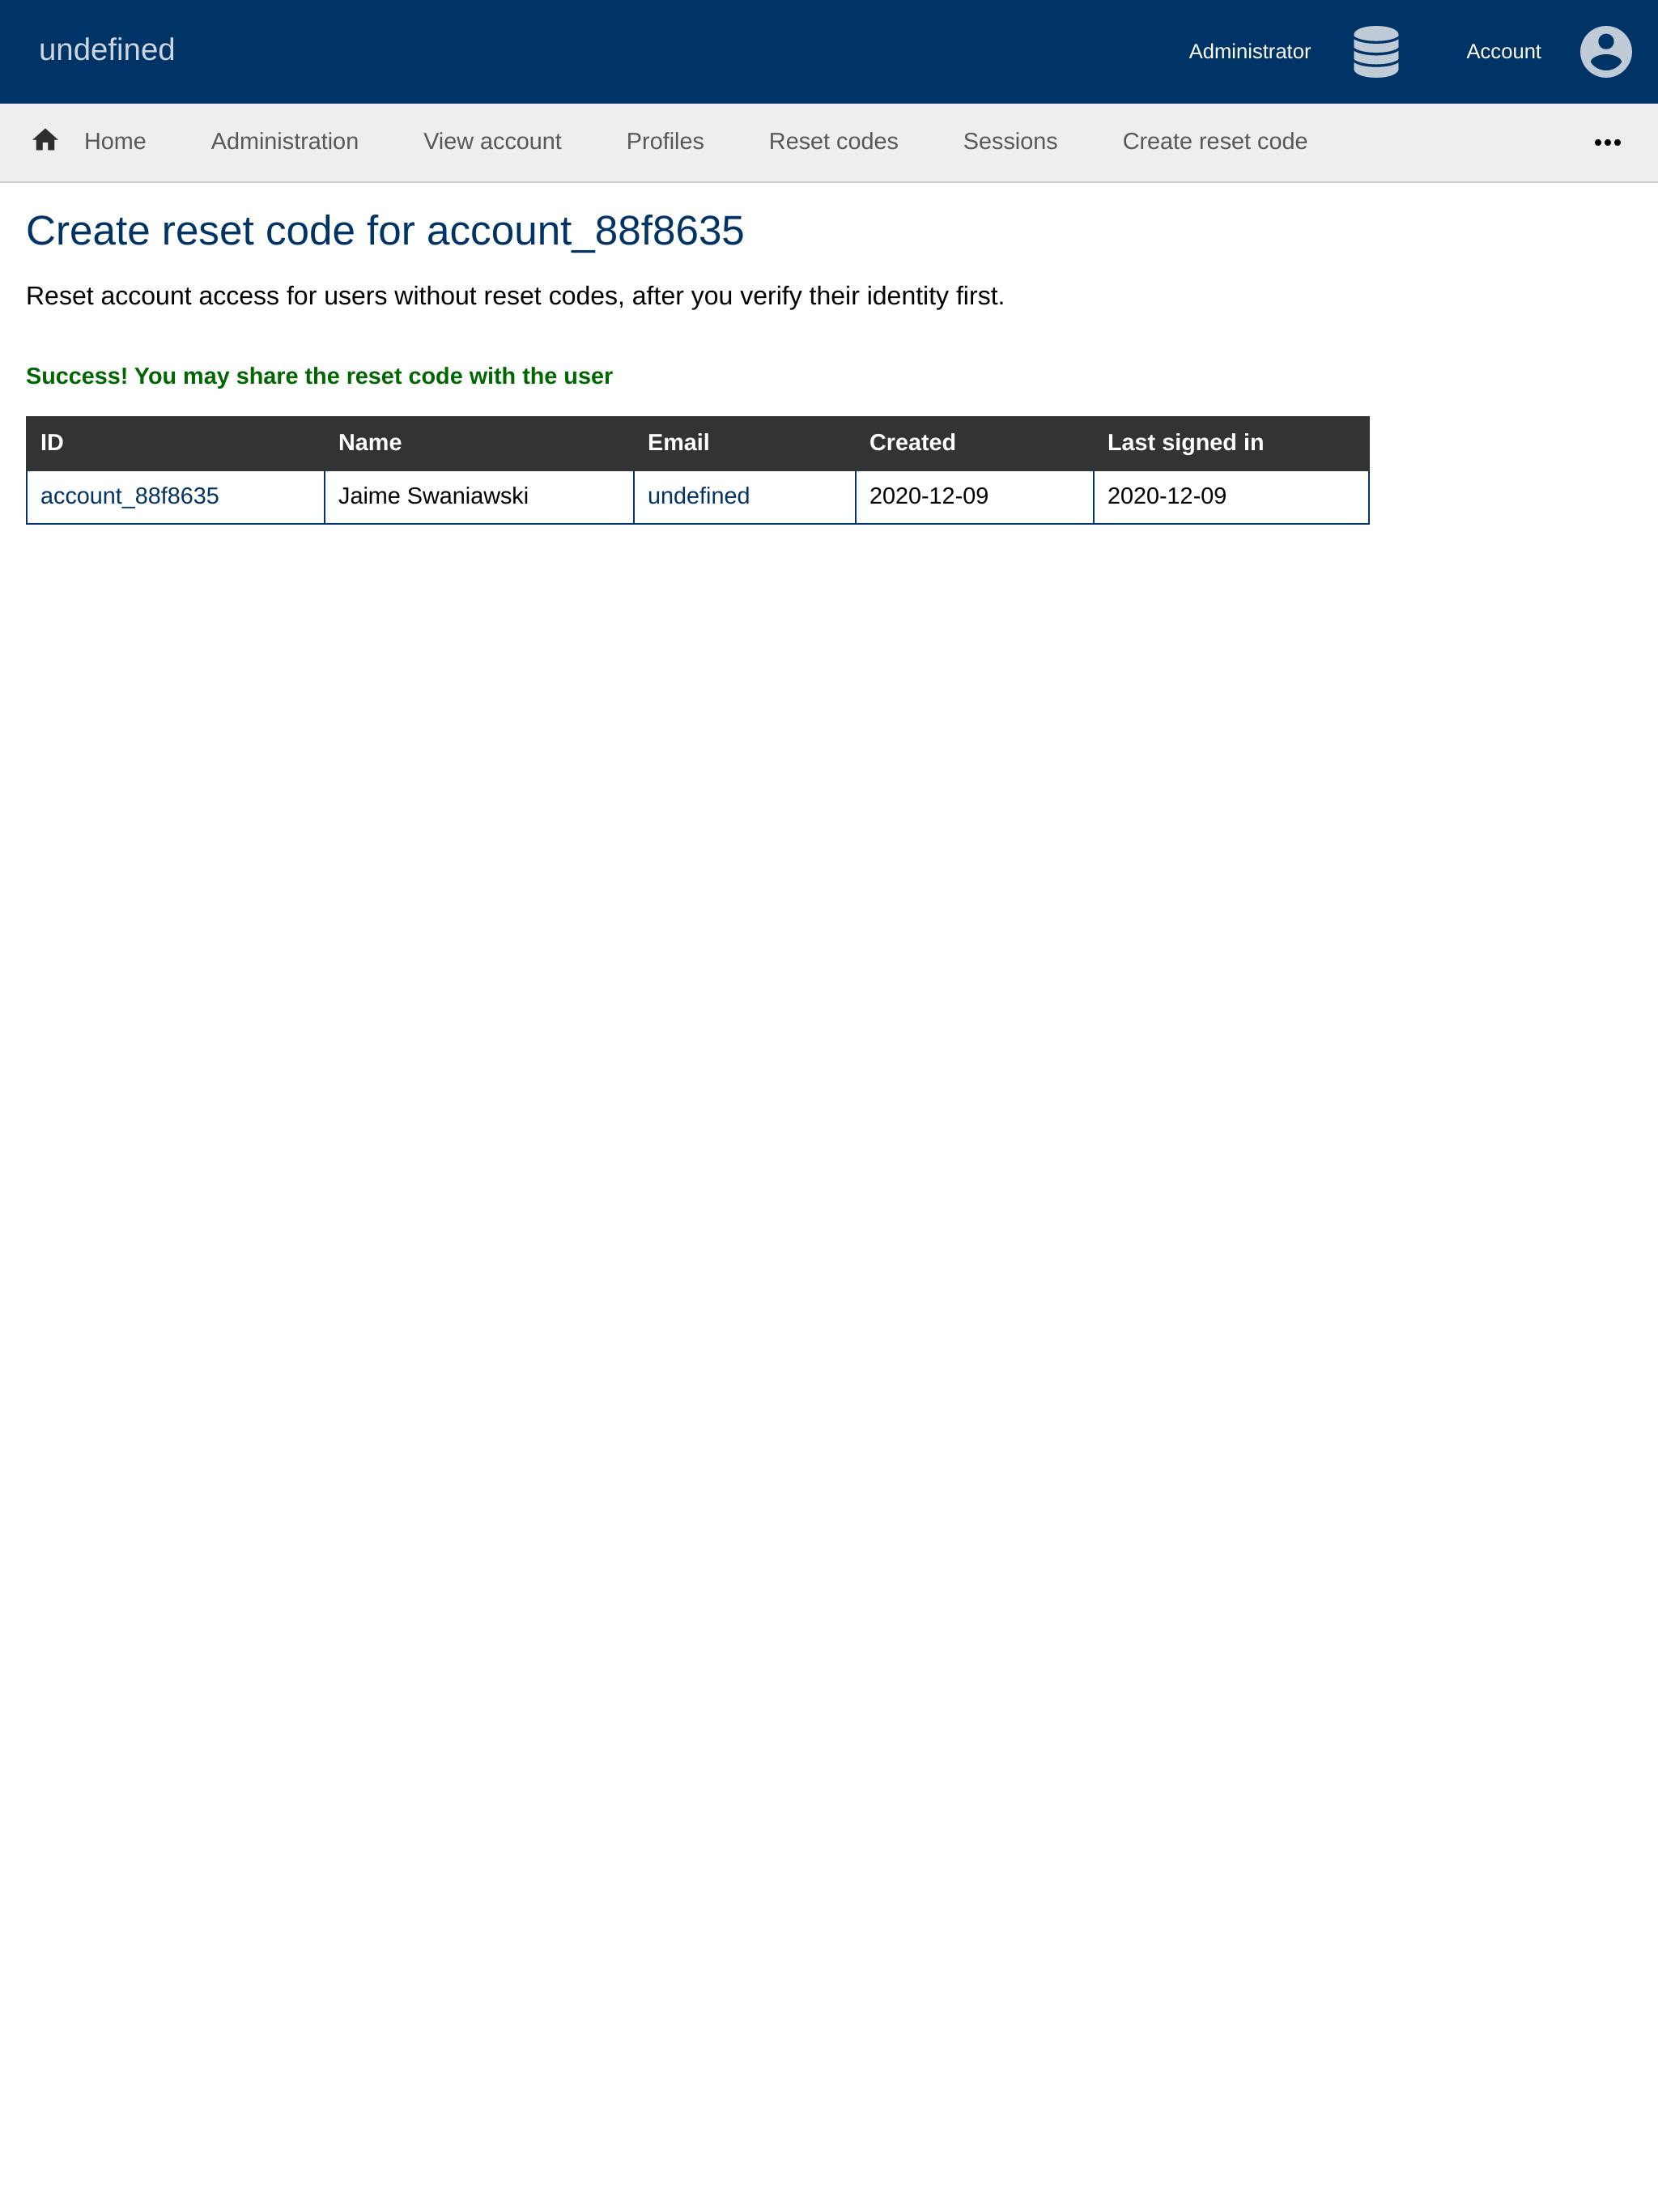 undefined
Administrator
Account
Home Administration View account Profiles Reset codes Sessions Create reset code
Create reset code for account_88f8635
Reset account access for users without reset codes, after you verify their identity first.
Success! You may share the reset code with the user
ID Name Email Created Last signed in
account_88f8635 Jaime Swaniawski undefined 2020-12-09 2020-12-09